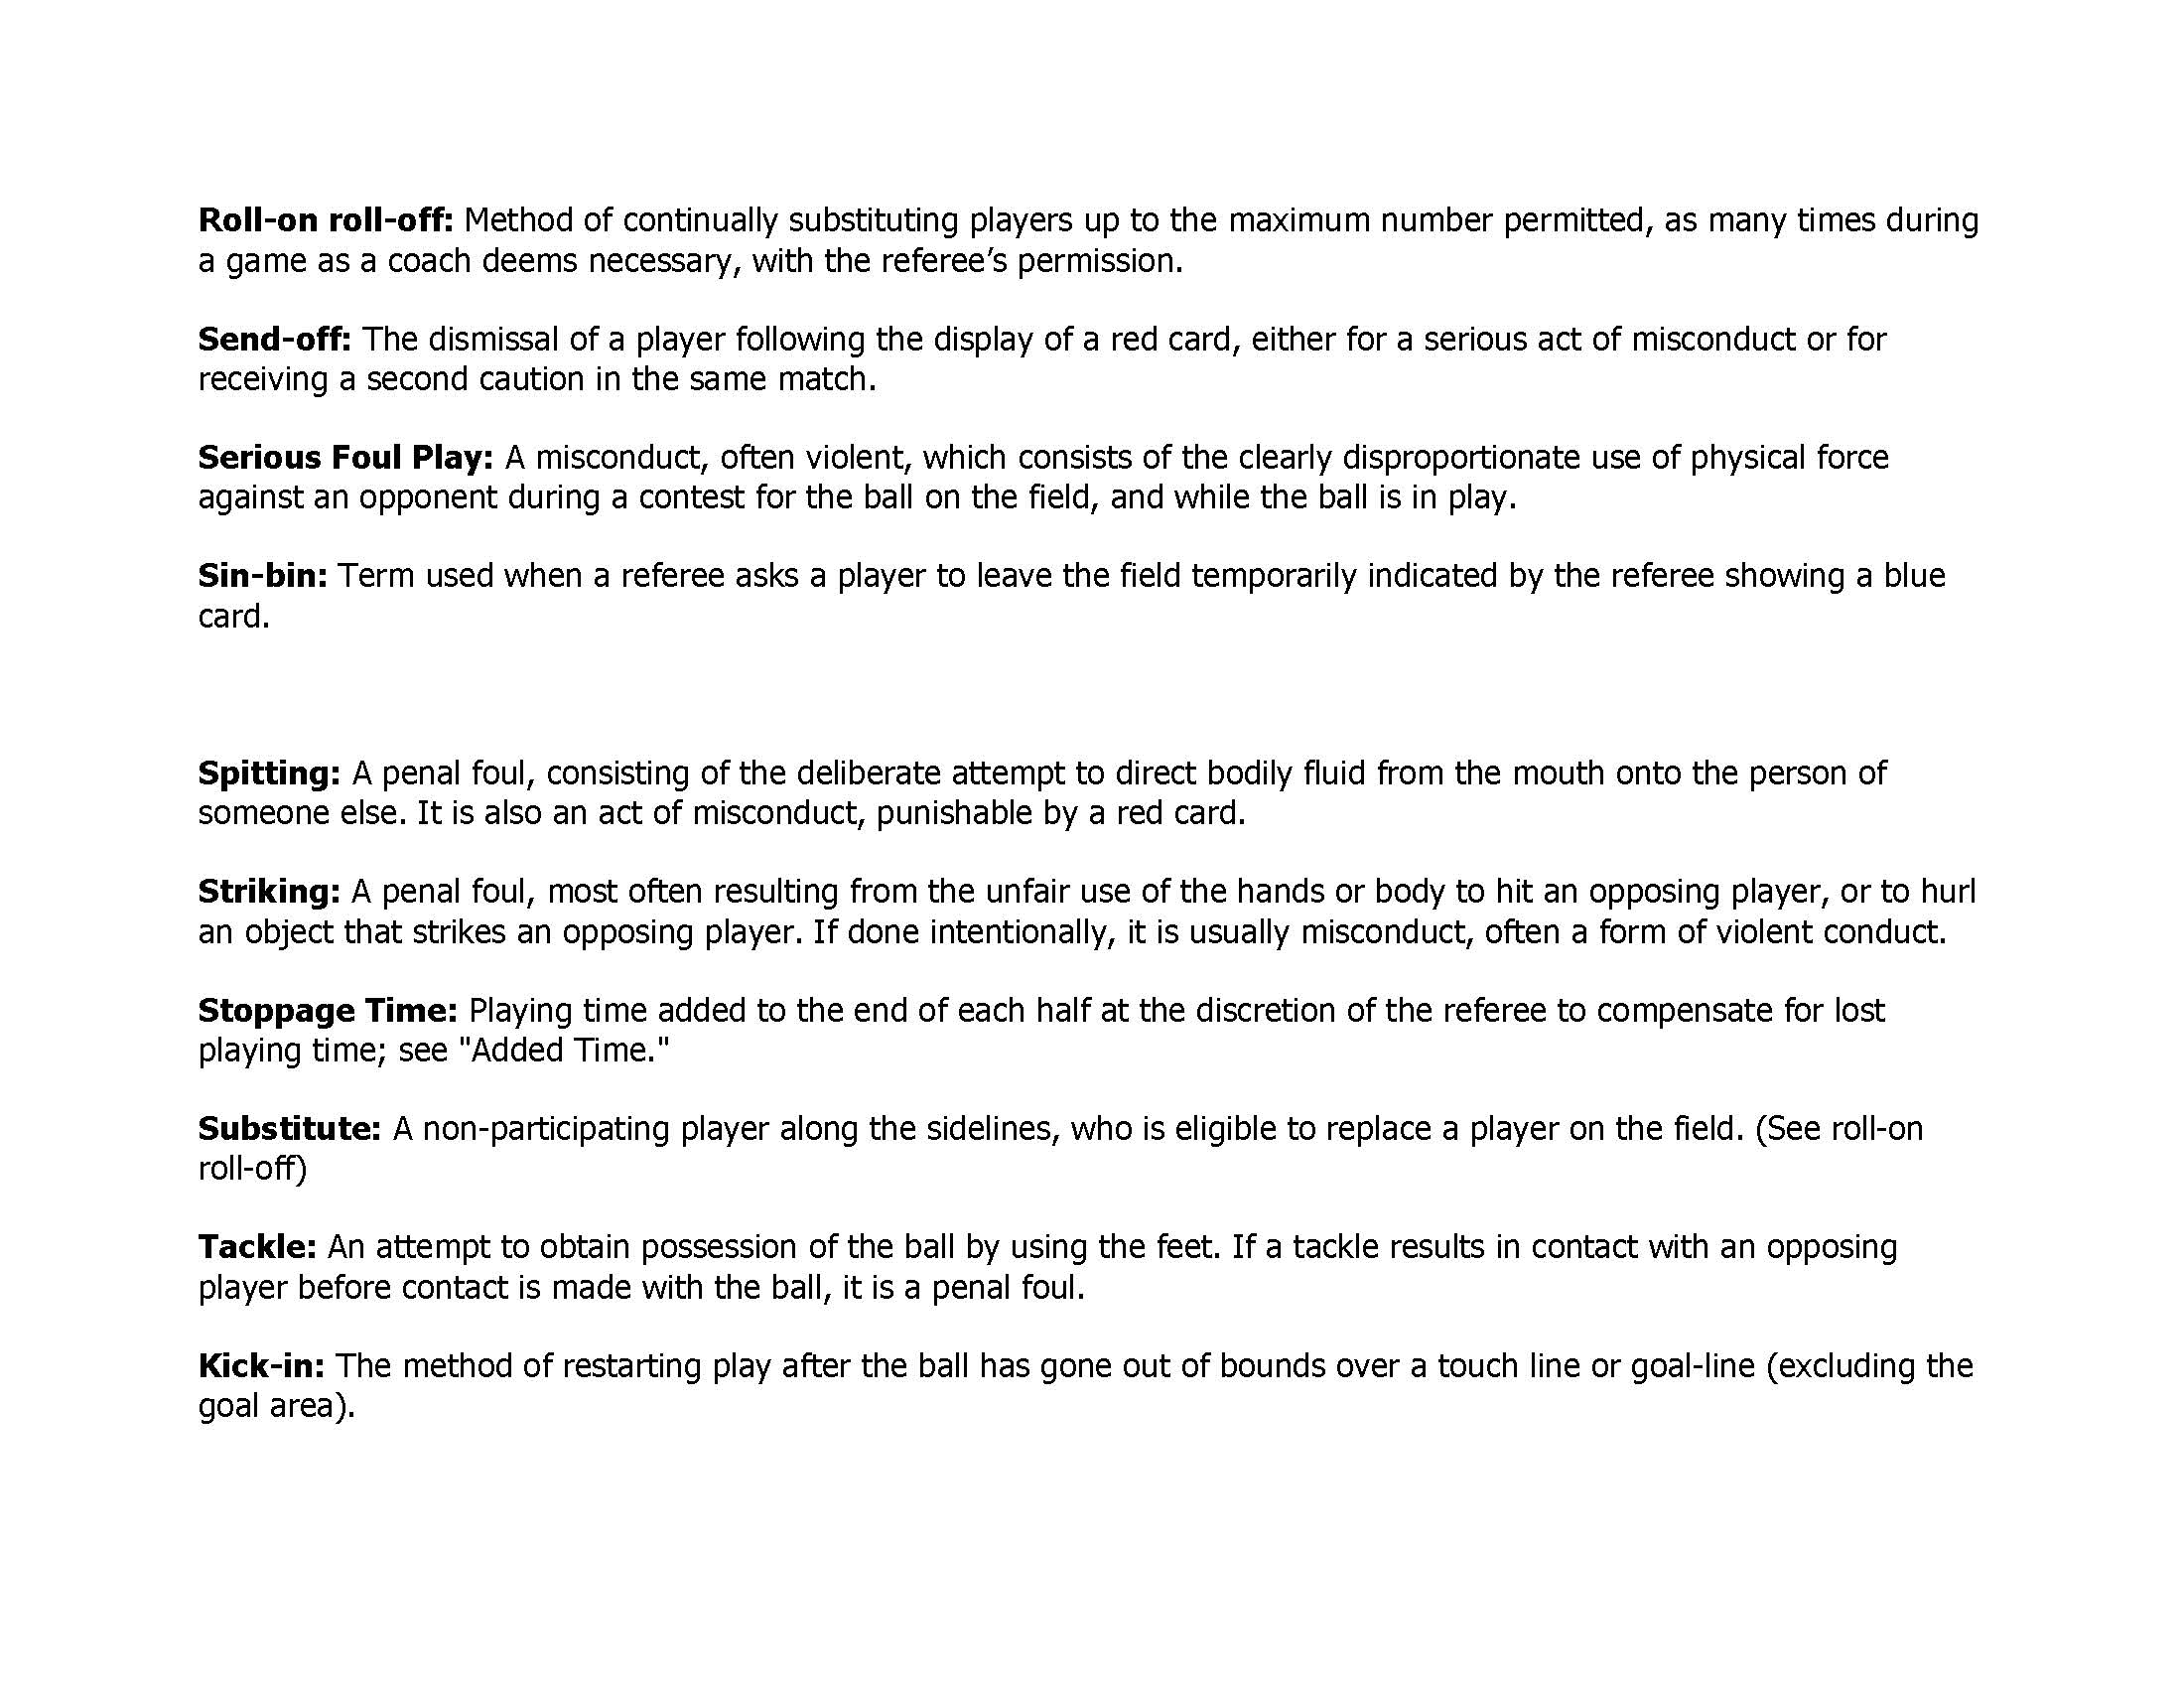 Roll-on roll-off: Method of continually substituting players up to the maximum number permitted, as many times during
a game as a coach deems necessary, with the referee’s permission.
Send-off: The dismissal of a player following the display of a red card, either for a serious act of misconduct or for
receiving a second caution in the same match.
Serious Foul Play: A misconduct, often violent, which consists of the clearly disproportionate use of physical force
against an opponent during a contest for the ball on the field, and while the ball is in play.
Sin-bin: Term used when a referee asks a player to leave the field temporarily indicated by the referee showing a blue
card.
Spitting: A penal foul, consisting of the deliberate attempt to direct bodily fluid from the mouth onto the person of
someone else. It is also an act of misconduct, punishable by a red card.
Striking: A penal foul, most often resulting from the unfair use of the hands or body to hit an opposing player, or to hurl
an object that strikes an opposing player. If done intentionally, it is usually misconduct, often a form of violent conduct.
Stoppage Time: Playing time added to the end of each half at the discretion of the referee to compensate for lost
playing time; see "Added Time."
Substitute: A non-participating player along the sidelines, who is eligible to replace a player on the field. (See roll-on
roll-off)
Tackle: An attempt to obtain possession of the ball by using the feet. If a tackle results in contact with an opposing
player before contact is made with the ball, it is a penal foul.
Kick-in: The method of restarting play after the ball has gone out of bounds over a touch line or goal-line (excluding the
goal area).